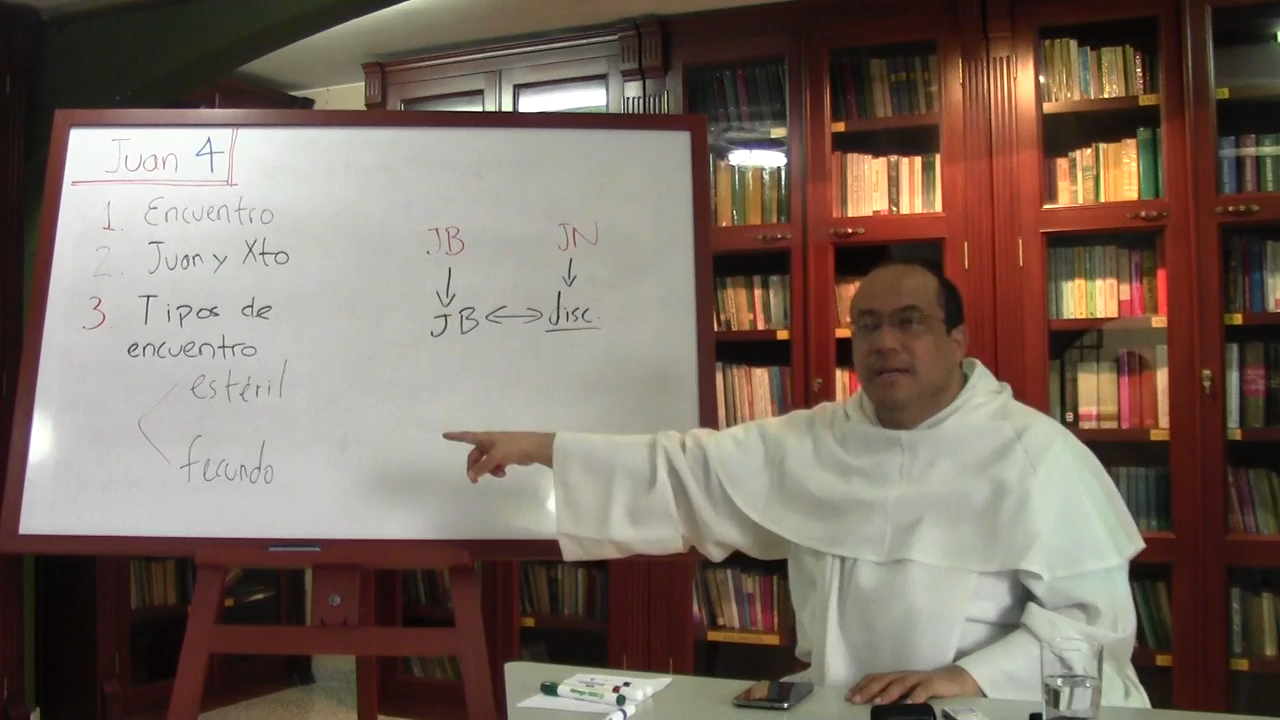 Juan 4
1. Encuentro
2. Juan y Xto
3. Tipos de
encuentro
estéril
fecundo
JB JN
JB disc.